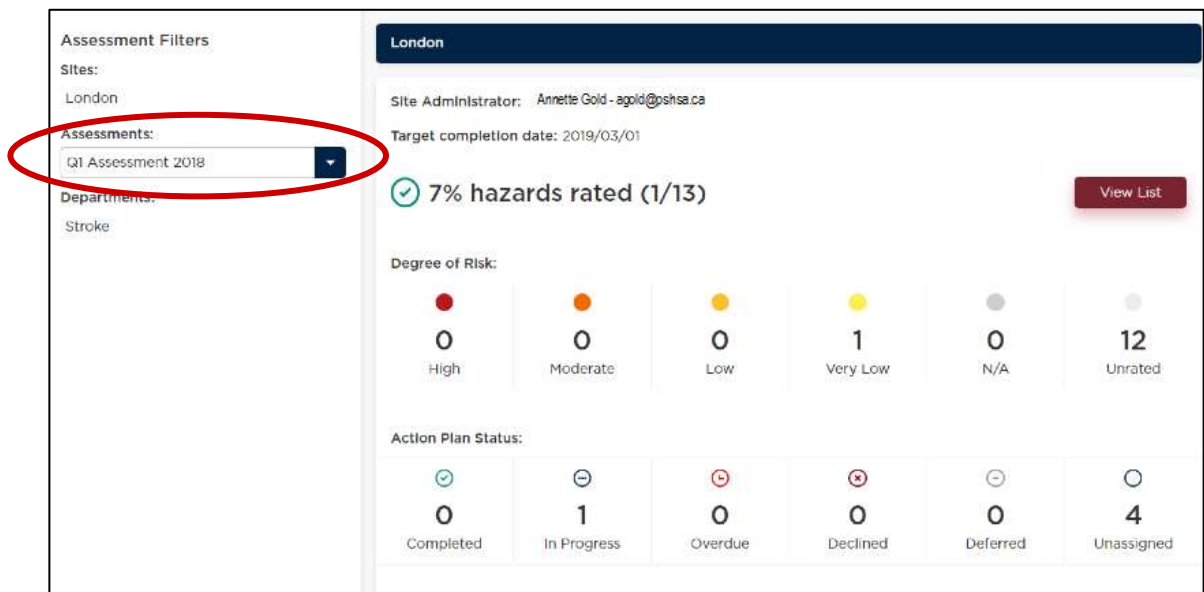 Assessment Filters
Sites:
London
Assessments:
Q1 Assessment 2018
Departments:
Stroke
London
Site Administrator: Annette Gold - agold@pshsa.ca
Target completion date: 2019/03/01
7% hazards rated (1/13)
View List
Degree of Risk:
0 0 0 1 0 12
High Moderate Low Very Low N/A Unrated
Action Plan Status:
0 1 0 0 0 4
Completed In Progress Overdue Declined Deferred Unassigned